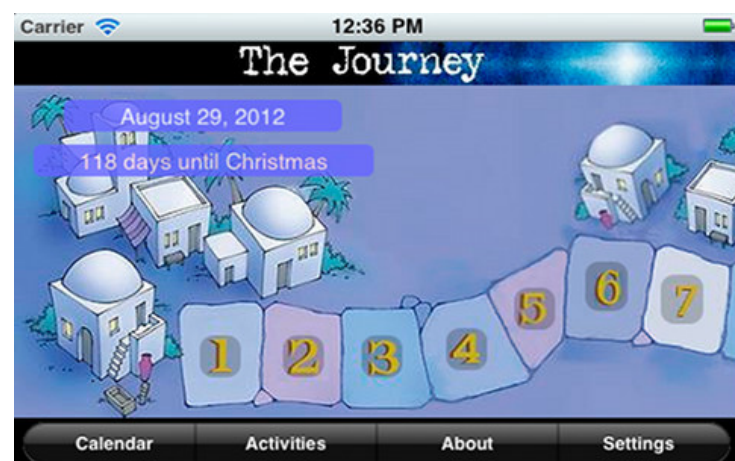 Carrier 12:36 PM
The Journey
August 29, 2012
118 days until Christmas
1 2 3 4 5 6 7
Calendar Activities About Settings